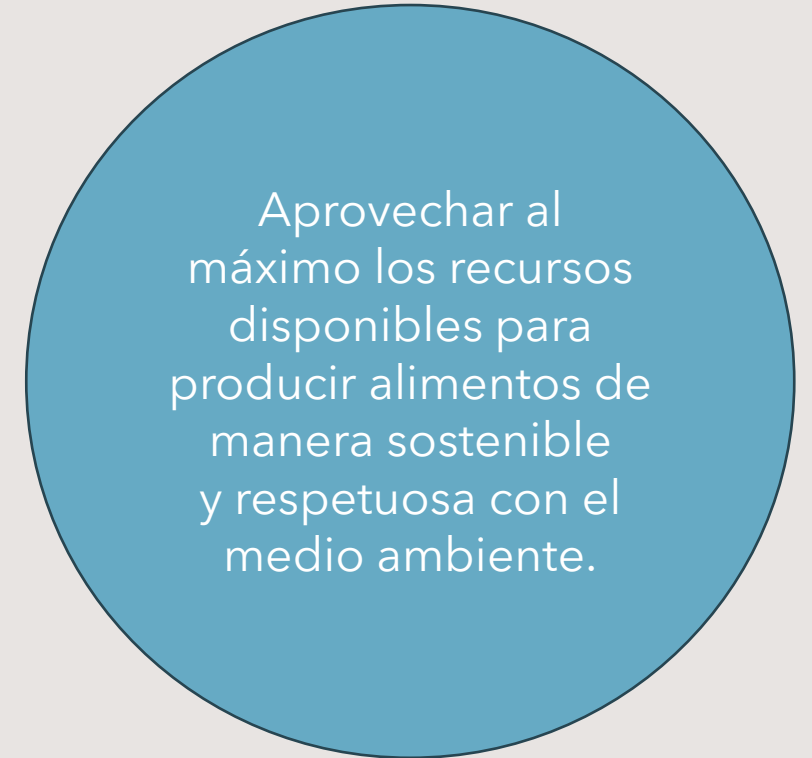 Aprovechar al
máximo los recursos
disponibles para
producir alimentos de
manera sostenible
y respetuosa con el
medio ambiente.